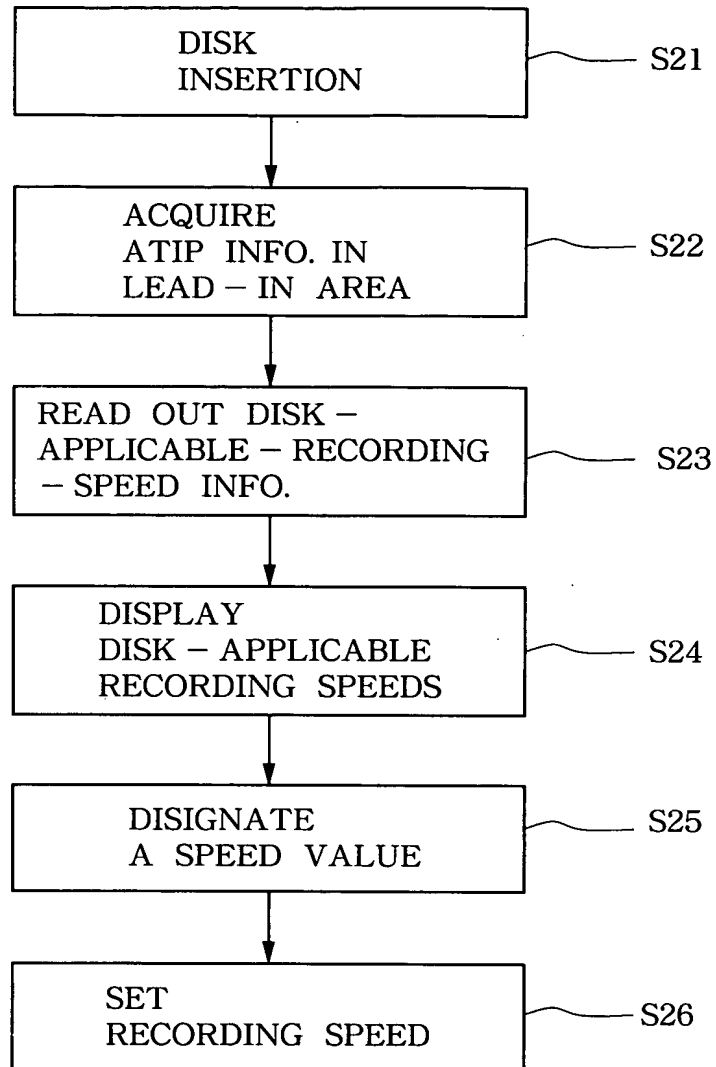 DISK
INSERTION
S21
ACQUIRE
ATIP INFO. IN
LEAD – IN AREA
S22
READ OUT DISK –
APPLICABLE – RECORDING
– SPEED INFO.
S23
DISPLAY
DISK – APPLICABLE
RECORDING SPEEDS
S24
DISIGNATE
A SPEED VALUE
S25
SET
RECORDING SPEED
S26